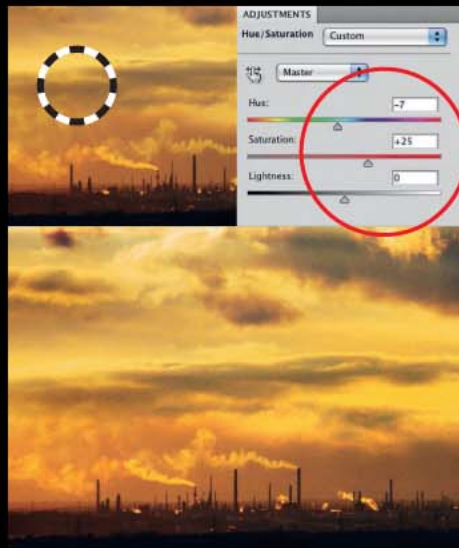 ADJUSTMENTS
Hue/Saturation Custom
Master
Hue: -7
Saturation: +25
Lightness: 0